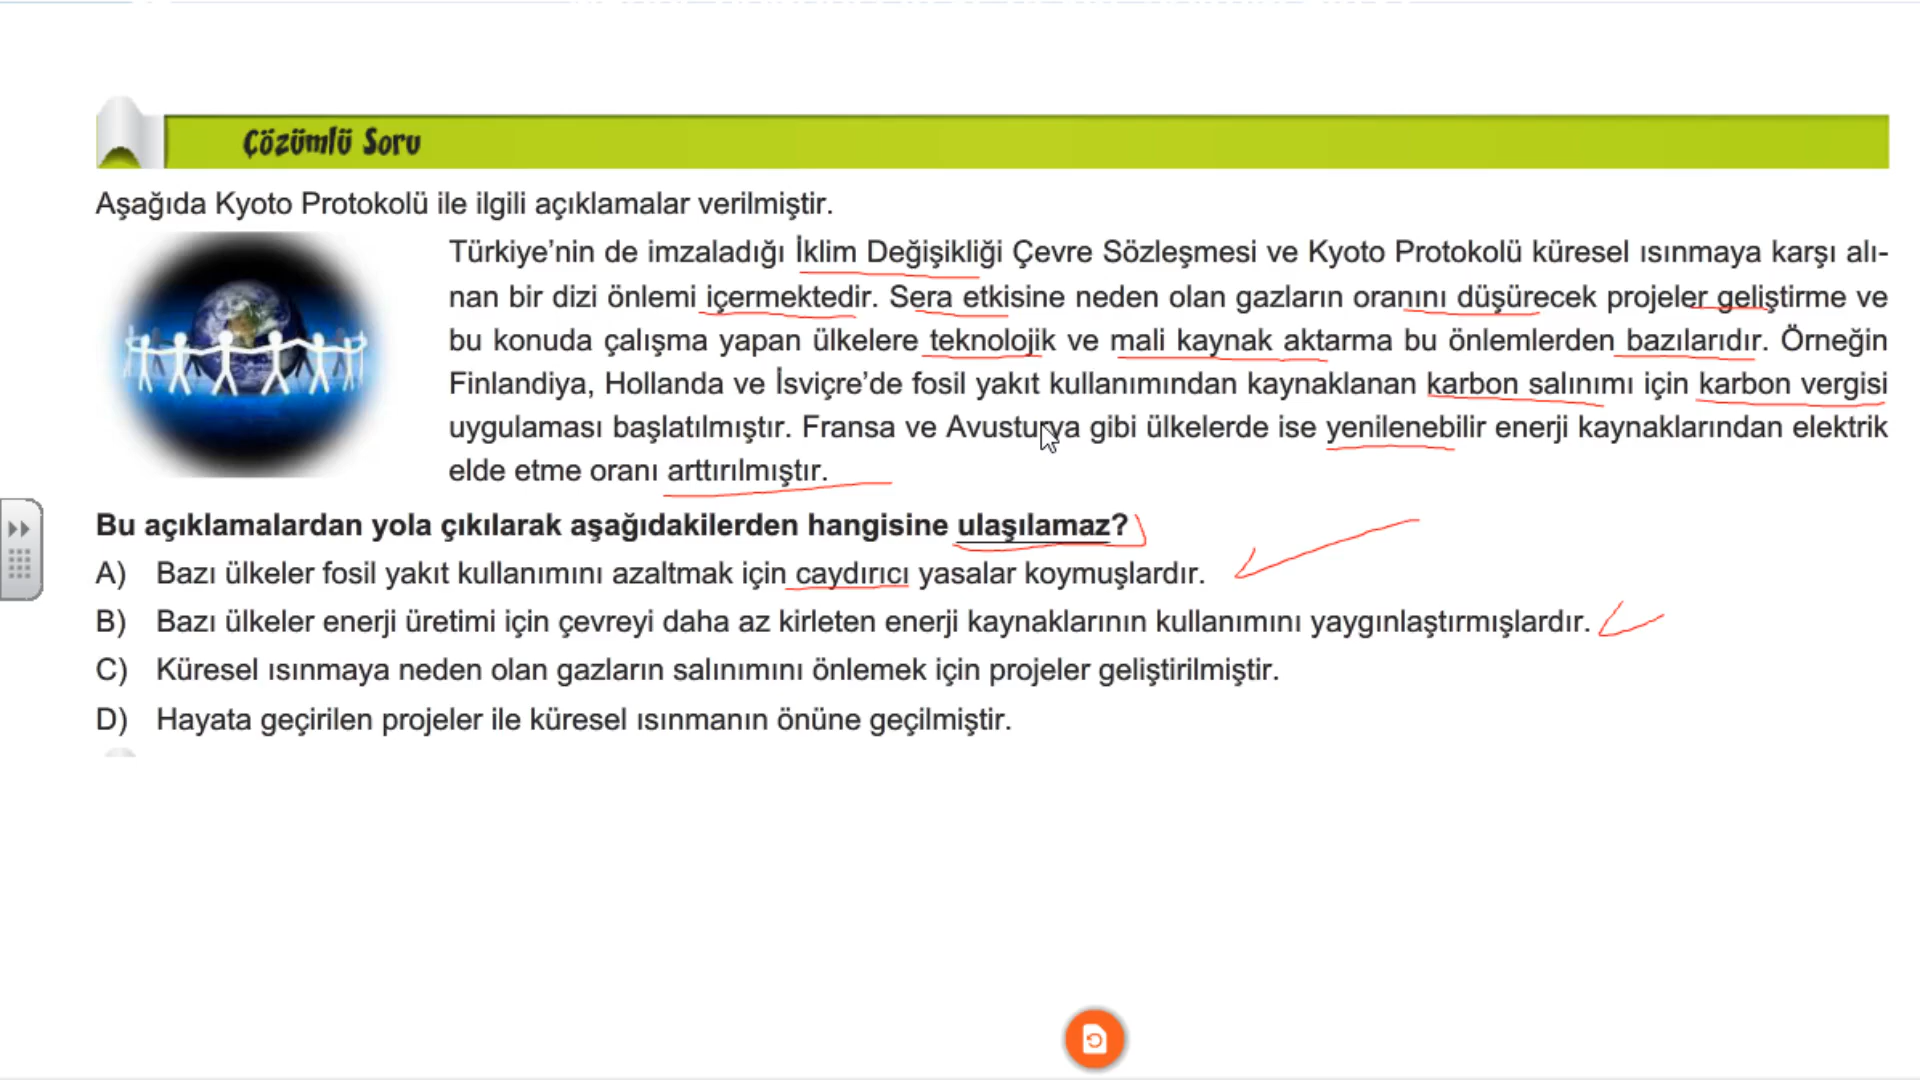 Çözümlü Soru
Aşağıda Kyoto Protokolü ile ilgili açıklamalar verilmiştir.
Türkiye’nin de imzaladığı İklim Değişikliği Çevre Sözleşmesi ve Kyoto Protokolü küresel ısınmaya karşı alı-
nan bir dizi önlemi içermektedir. Sera etkisine neden olan gazların oranını düşürecek projeler geliştirme ve
bu konuda çalışma yapan ülkelere teknolojik ve mali kaynak aktarma bu önlemlerden bazılarıdır. Örneğin
Finlandiya, Hollanda ve İsviçre’de fosil yakıt kullanımından kaynaklanan karbon salınımı için karbon vergisi
uygulaması başlatılmıştır. Fransa ve Avusturya gibi ülkelerde ise yenilenebilir enerji kaynaklarından elektrik
elde etme oranı arttırılmıştır.
Bu açıklamalardan yola çıkılarak aşağıdakilerden hangisine ulaşılamaz?
A) Bazı ülkeler fosil yakıt kullanımını azaltmak için caydırıcı yasalar koymuşlardır.
B) Bazı ülkeler enerji üretimi için çevreyi daha az kirleten enerji kaynaklarının kullanımını yaygınlaştırmışlardır.
C) Küresel ısınmaya neden olan gazların salınımını önlemek için projeler geliştirilmiştir.
D) Hayata geçirilen projeler ile küresel ısınmanın önüne geçilmiştir.